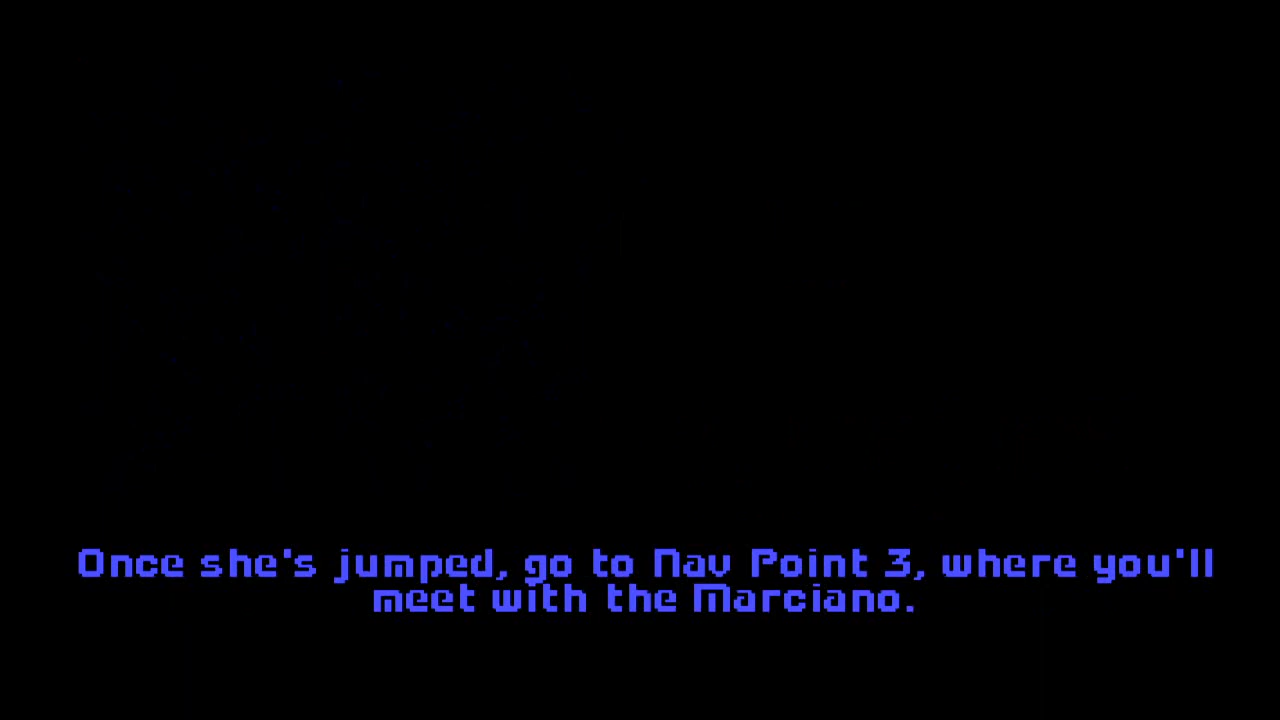 Once she's jumped, go to Nav Point 3, where you'll
meet with the Marciano.